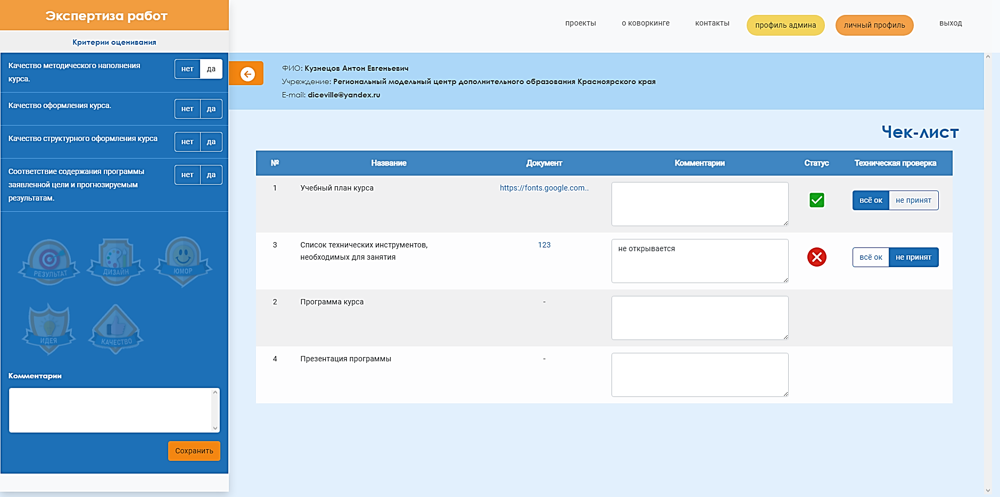 Экспертиза работ
Критерии оценивания
Качество методического наполнения
курса.
нет да
Качество оформления курса.
нет да
Качество структурного оформления курса
нет да
Соответствие содержания программы
заявленной цели и прогнозируемым
результатам.
нет да
РЕЗУЛЬТАТ
ДИЗАЙН
ЮМОР
ИДЕЯ
КАЧЕСТВО
Комментарии
Сохранить
проекты о коворкинге контакты профиль админа личный профиль выход
ФИО: Кузнецов Антон Евгеньевич
Учреждение: Региональный модельный центр дополнительного образования Красноярского края
E-mail: diceville@yandex.ru
Чек-лист
№ Название Документ Комментарии Статус Техническая проверка
1 Учебный план курса https://fonts.google.com.. всё ок не принят
3 Список технических инструментов, 123 не открывается всё ок не принят
необходимых для занятия
2 Программа курса -
4 Презентация программы -